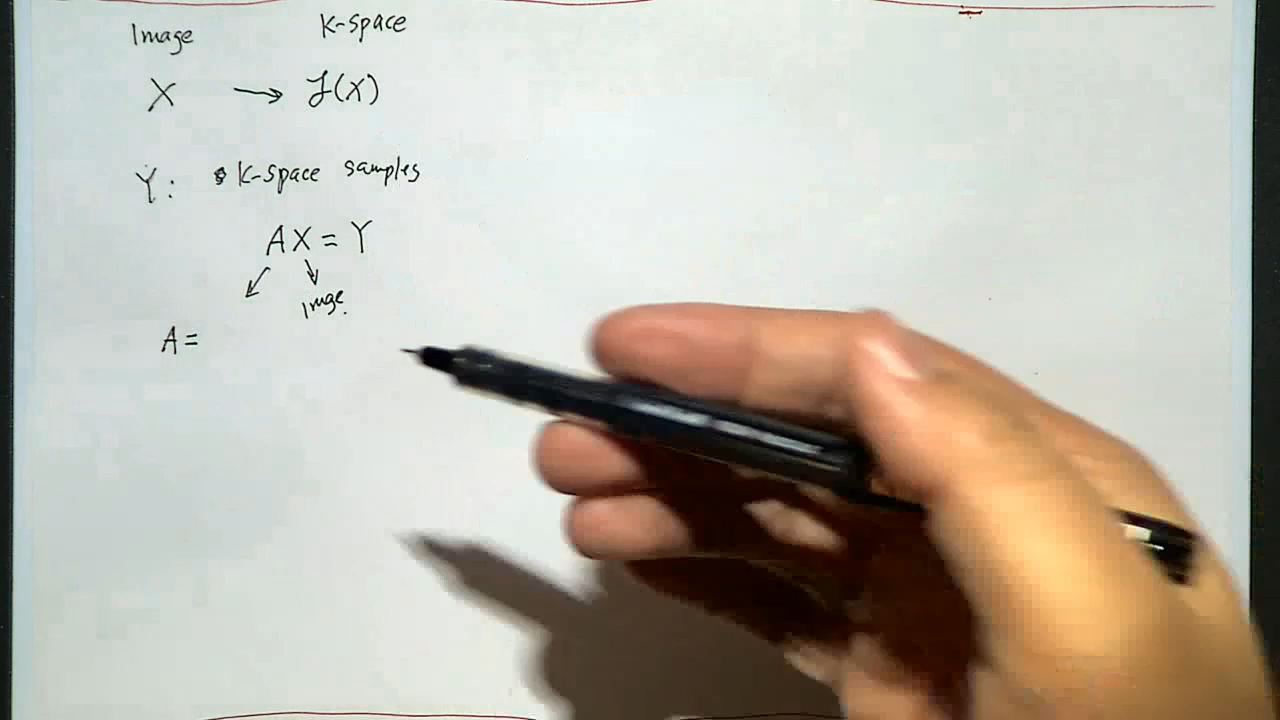 Image K-space
X → ℱ(X)
Y: K-space samples
AX = Y
Image.
A =